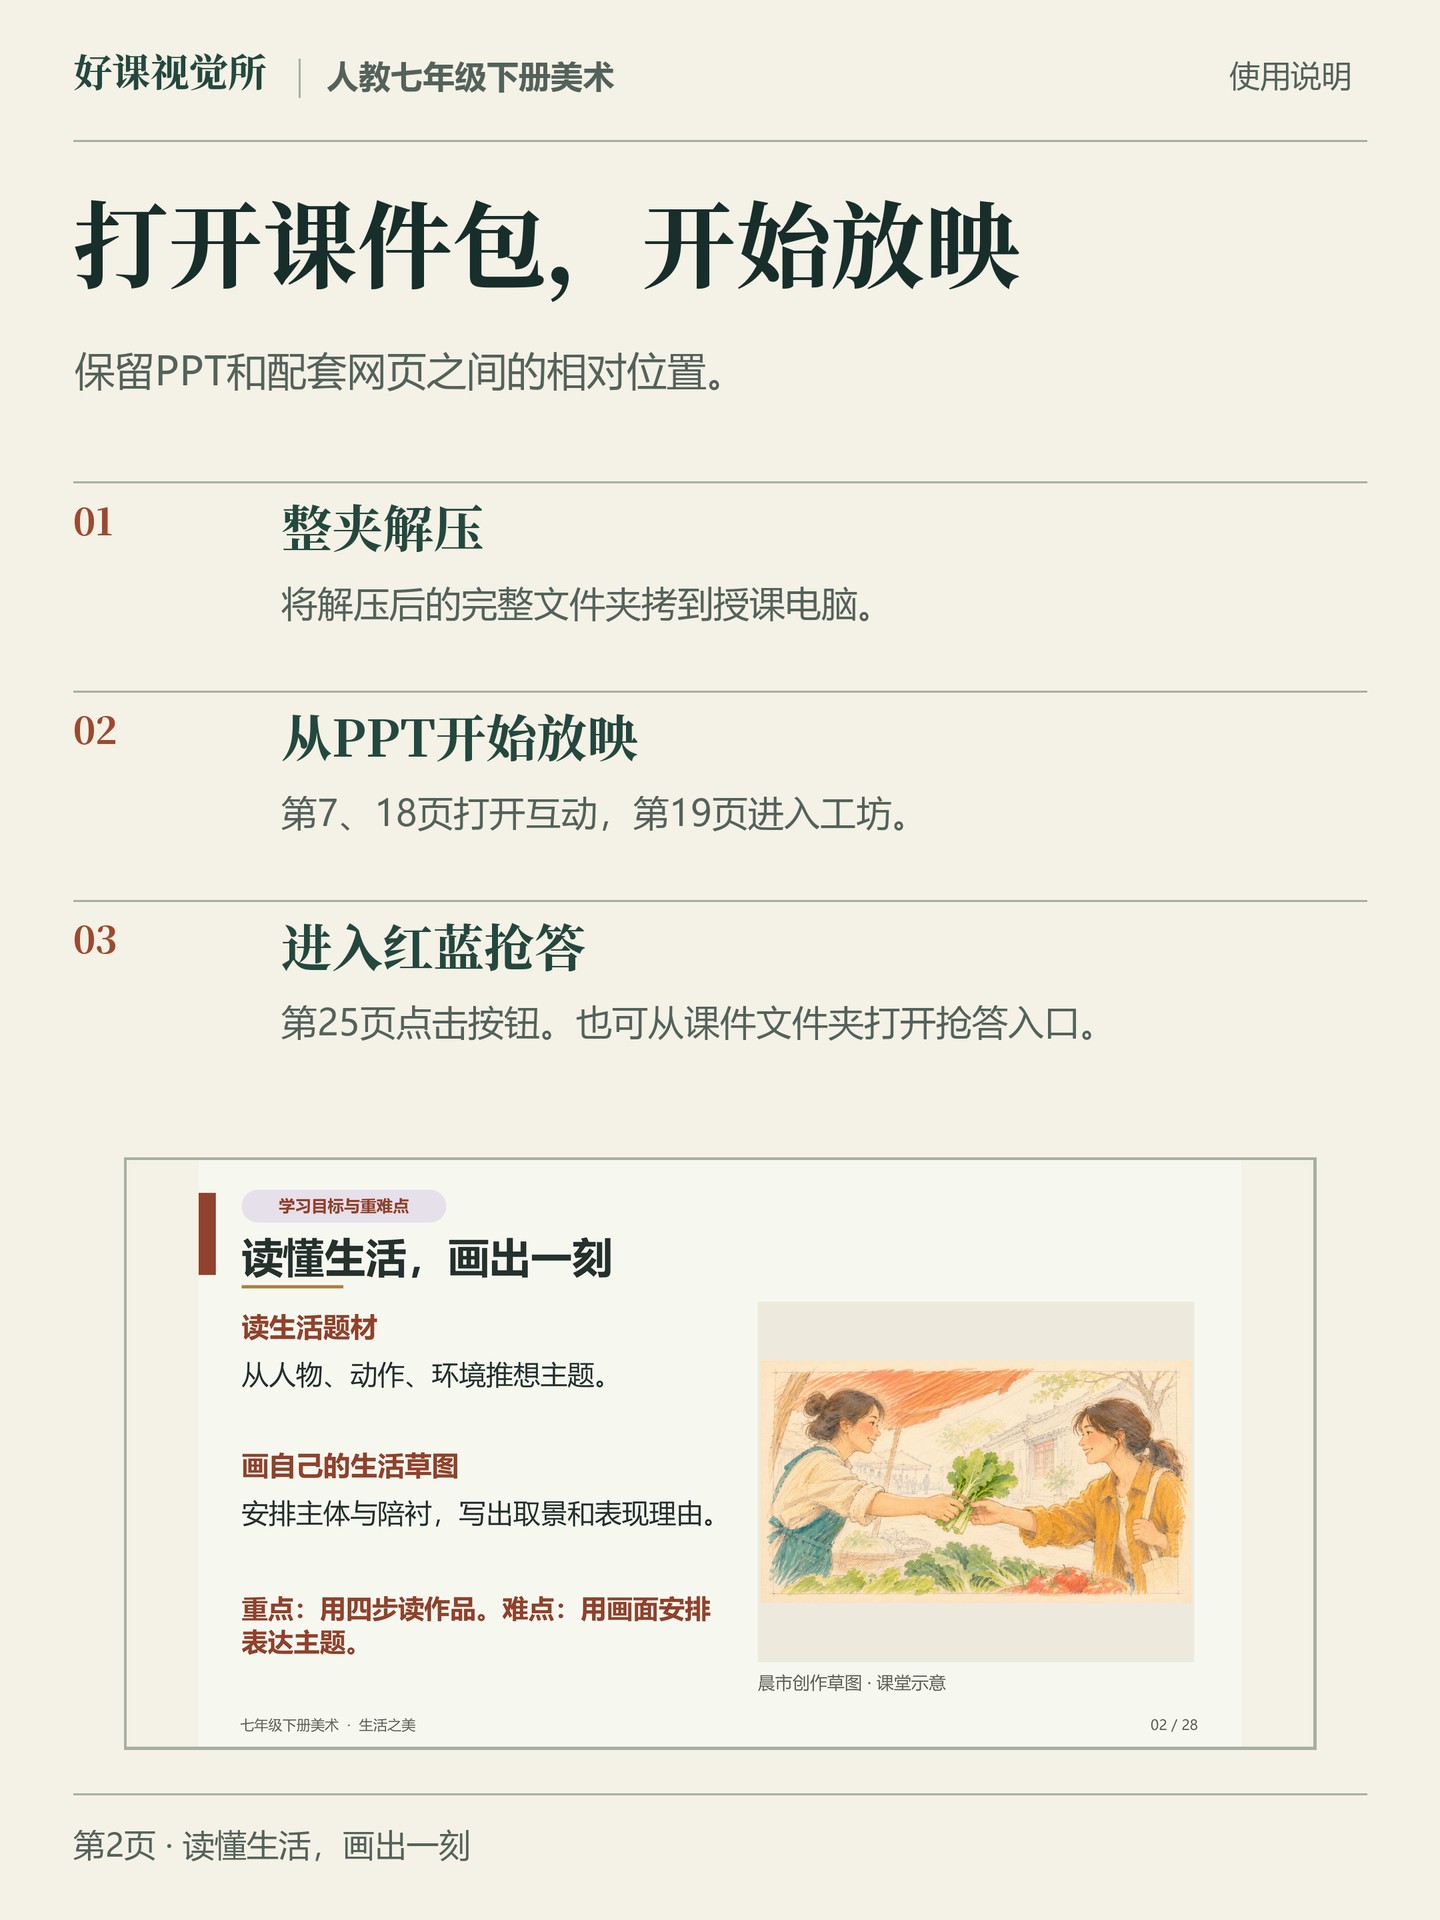 好课视觉所
人教七年级下册美术
使用说明
打开课件包，开始放映
保留PPT和配套网页之间的相对位置。
01
整夹解压
将解压后的完整文件夹拷到授课电脑。
02
从PPT开始放映
第7、18页打开互动，第19页进入工坊。
03
进入红蓝抢答
第25页点击按钮。也可从课件文件夹打开抢答入口。
学习目标与重难点
读懂生活，画出一刻
读生活题材
从人物、动作、环境推想主题。
画自己的生活草图
安排主体与陪衬，写出取景和表现理由。
重点：用四步读作品。难点：用画面安排
表达主题。
晨市创作草图 · 课堂示意
七年级下册美术 · 生活之美
02 / 28
第2页 · 读懂生活，画出一刻